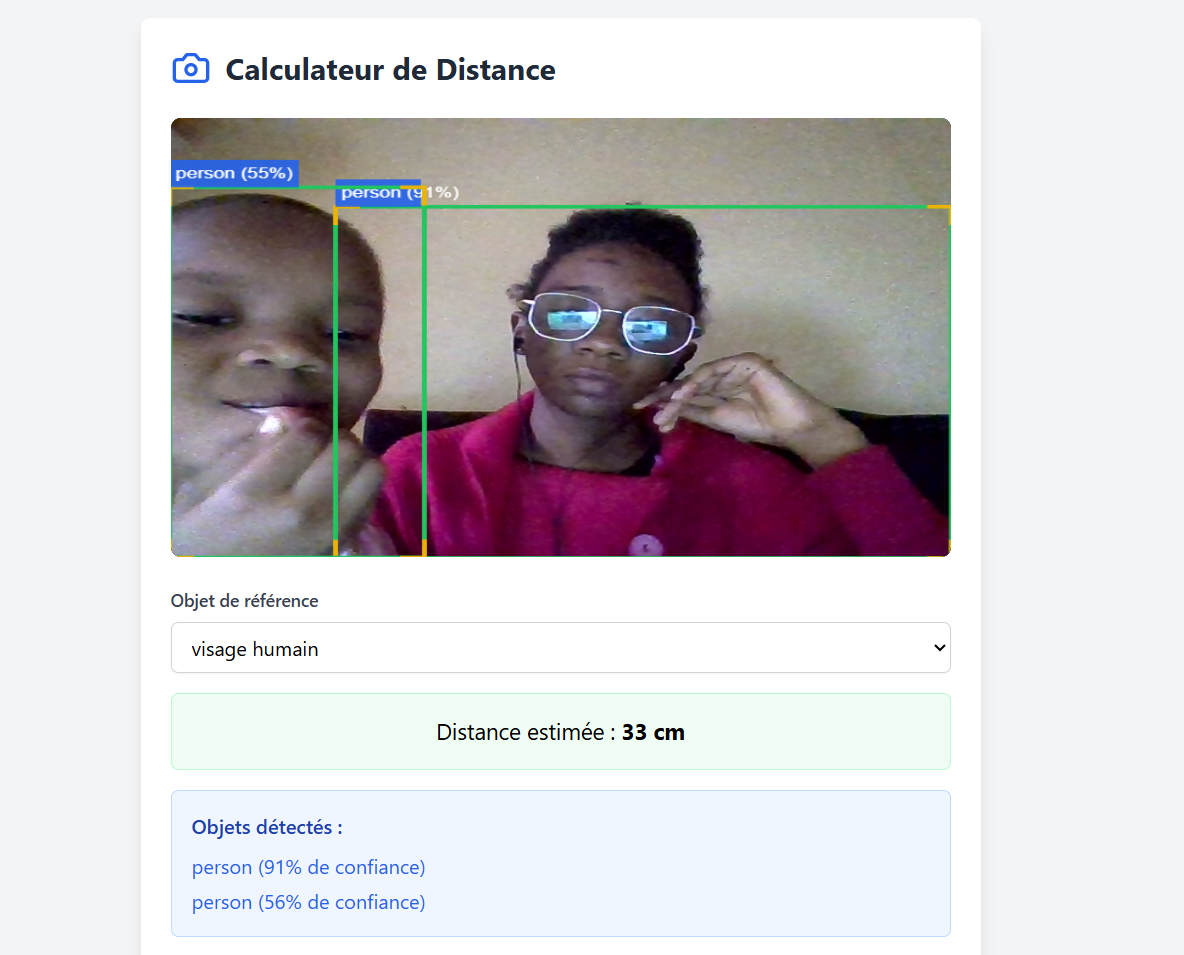 Calculateur de Distance
person (55%)
person (91%)
Objet de référence
visage humain
Distance estimée : 33 cm
Objets détectés :
person (91% de confiance)
person (56% de confiance)